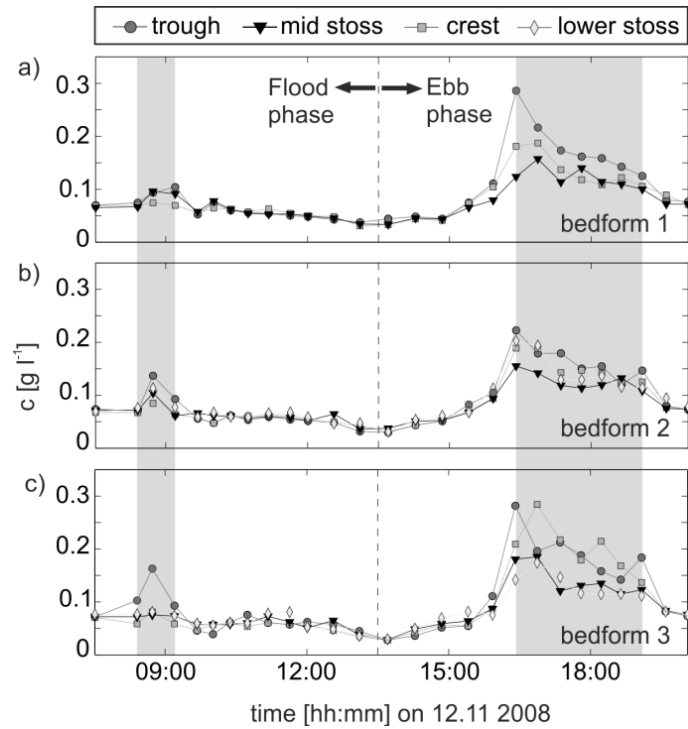 trough mid stoss crest lower stoss
a)
0.3
0.2
0.1
0
Flood phase
Ebb phase
bedform 1
b)
0.3
0.2
0.1
0
c [g l⁻¹]
bedform 2
c)
0.3
0.2
0.1
0
bedform 3
09:00 12:00 15:00 18:00
time [hh:mm] on 12.11 2008